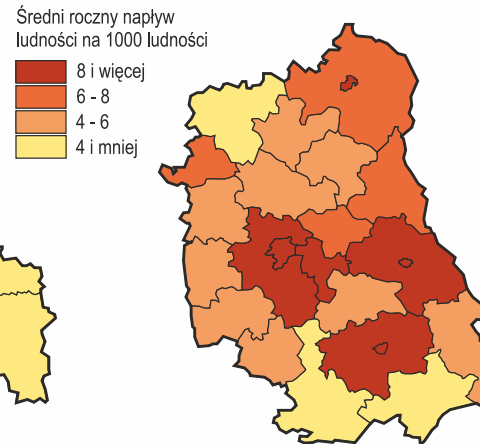 Średni roczny napływ
ludności na 1000 ludności
8 i więcej
6 - 8
4 - 6
4 i mniej